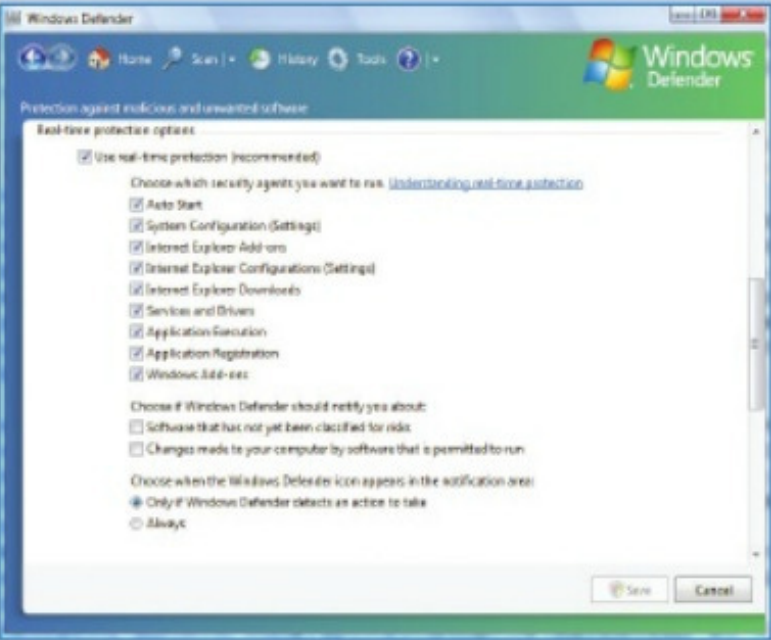 Windows Defender
Home Scan History Tools
Windows Defender
Protection against malicious and unwanted software
Real-time protection options
Use real-time protection (recommended)
Choose which security agents you want to run. Understanding real-time protection
Auto Start
System Configuration (Settings)
Internet Explorer Add-ons
Internet Explorer Configurations (Settings)
Internet Explorer Downloads
Services and Drivers
Application Execution
Application Registration
Windows Add-ons
Choose if Windows Defender should notify you about:
Software that has not yet been classified for risks
Changes made to your computer by software that is permitted to run
Choose when the Windows Defender icon appears in the notification area:
Only if Windows Defender detects an action to take
Always
Save Cancel